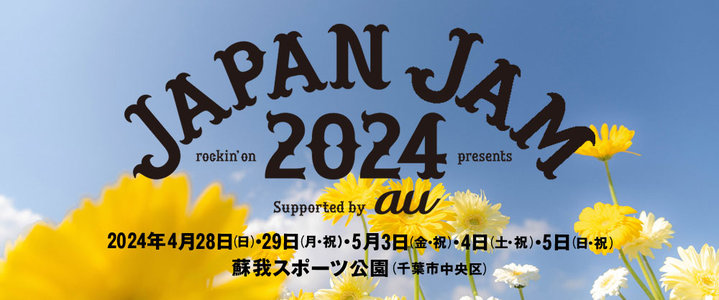 JAPAN JAM
rockin'on 2024 presents
Supported by au
2024年4月28日(日)・29日(月・祝)・5月3日(金・祝)・4日(土・祝)・5日(日・祝)
蘇我スポーツ公園(千葉市中央区)